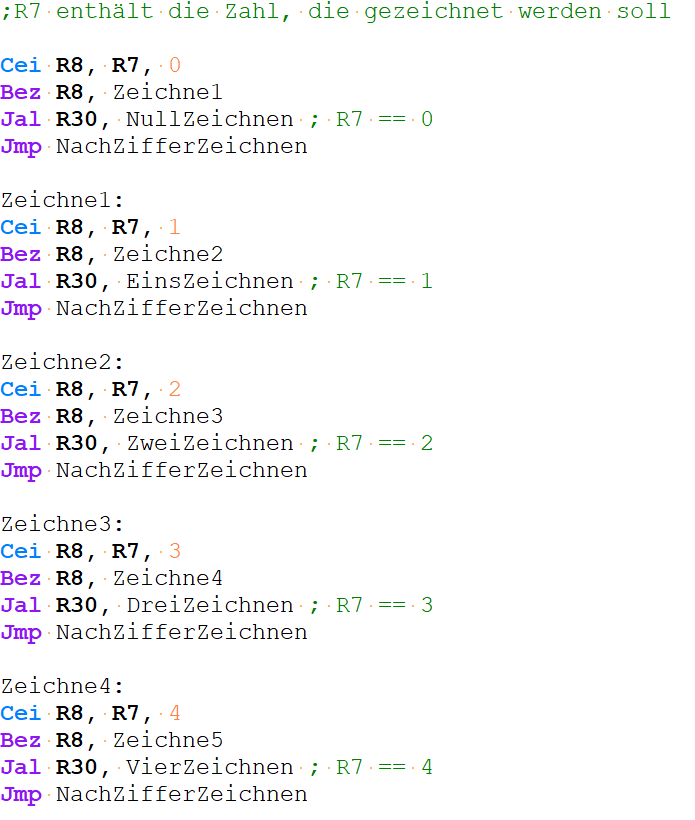 ;R7 enthält die Zahl, die gezeichnet werden soll
Cei R8, R7, 0
Bez R8, Zeichne1
Jal R30, NullZeichnen ; R7 == 0
Jmp NachZifferZeichnen
Zeichne1:
Cei R8, R7, 1
Bez R8, Zeichne2
Jal R30, EinsZeichnen ; R7 == 1
Jmp NachZifferZeichnen
Zeichne2:
Cei R8, R7, 2
Bez R8, Zeichne3
Jal R30, ZweiZeichnen ; R7 == 2
Jmp NachZifferZeichnen
Zeichne3:
Cei R8, R7, 3
Bez R8, Zeichne4
Jal R30, DreiZeichnen ; R7 == 3
Jmp NachZifferZeichnen
Zeichne4:
Cei R8, R7, 4
Bez R8, Zeichne5
Jal R30, VierZeichnen ; R7 == 4
Jmp NachZifferZeichnen